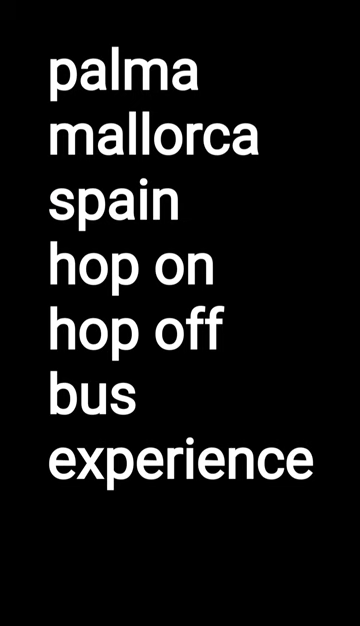 palma
mallorca
spain
hop on
hop off
bus
experience